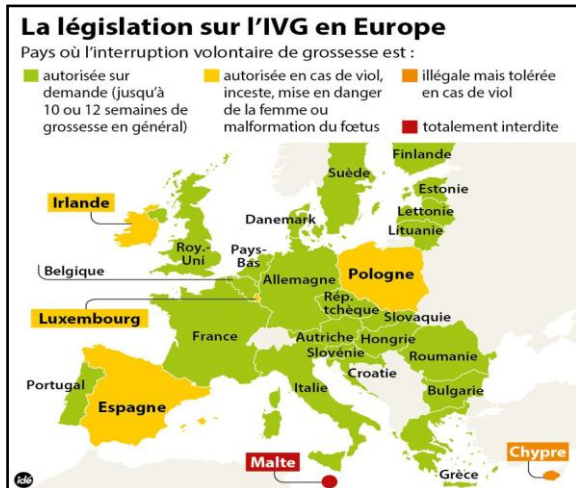 La législation sur l'IVG en Europe
Pays où l'interruption volontaire de grossesse est :
autorisée sur
demande (jusqu'à
10 ou 12 semaines de
grossesse en général)
autorisée en cas de viol,
inceste, mise en danger
de la femme ou
malformation du fœtus
illégale mais tolérée
en cas de viol
totalement interdite
Finlande
Suède
Estonie
Irlande
Lettonie
Danemark
Lituanie
Roy.-
Uni
Pays-
Bas
Belgique
Allemagne
Pologne
Luxembourg
Rép.
tchèque
Slovaquie
France
Autriche
Hongrie
Slovénie
Roumanie
Croatie
Portugal
Italie
Bulgarie
Espagne
Malte
Chypre
Grèce
idé